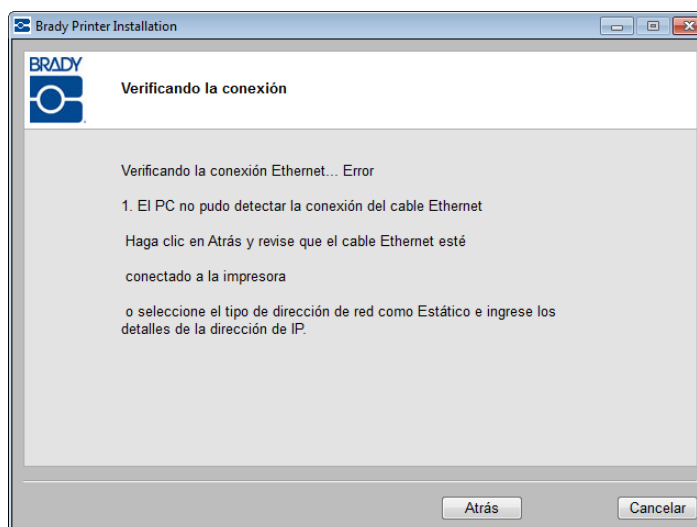 Brady Printer Installation
BRADY
Verificando la conexión
Verificando la conexión Ethernet... Error
1. El PC no pudo detectar la conexión del cable Ethernet
Haga clic en Atrás y revise que el cable Ethernet esté
conectado a la impresora
o seleccione el tipo de dirección de red como Estático e ingrese los
detalles de la dirección de IP.
Atrás
Cancelar